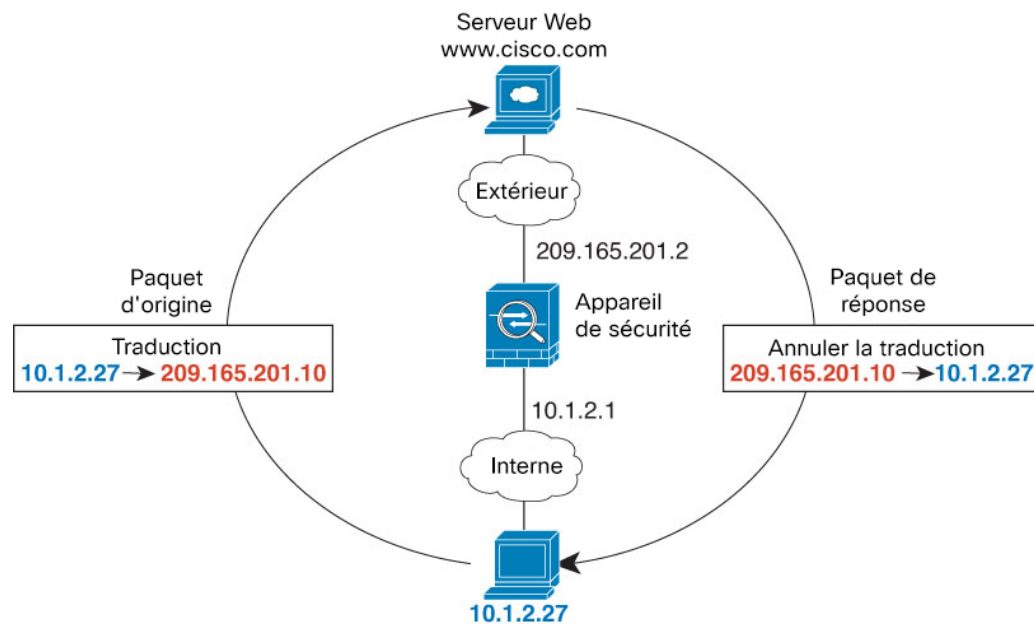 Serveur Web
www.cisco.com
Extérieur
209.165.201.2
Paquet
d'origine
Appareil
de sécurité
Paquet de
réponse
Traduction
10.1.2.27 → 209.165.201.10
Annuler la traduction
209.165.201.10 → 10.1.2.27
10.1.2.1
Interne
10.1.2.27